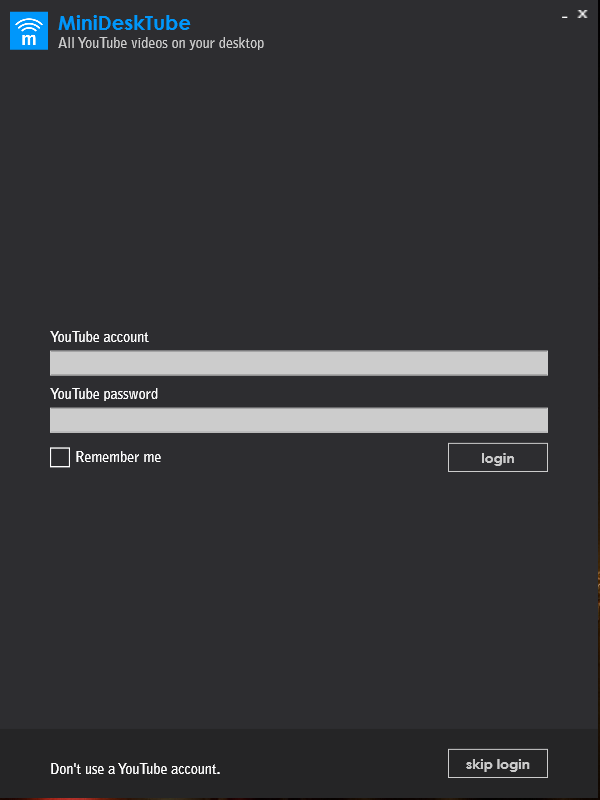 m
MiniDeskTube
All YouTube videos on your desktop
YouTube account
YouTube password
Remember me
login
Don't use a YouTube account.
skip login